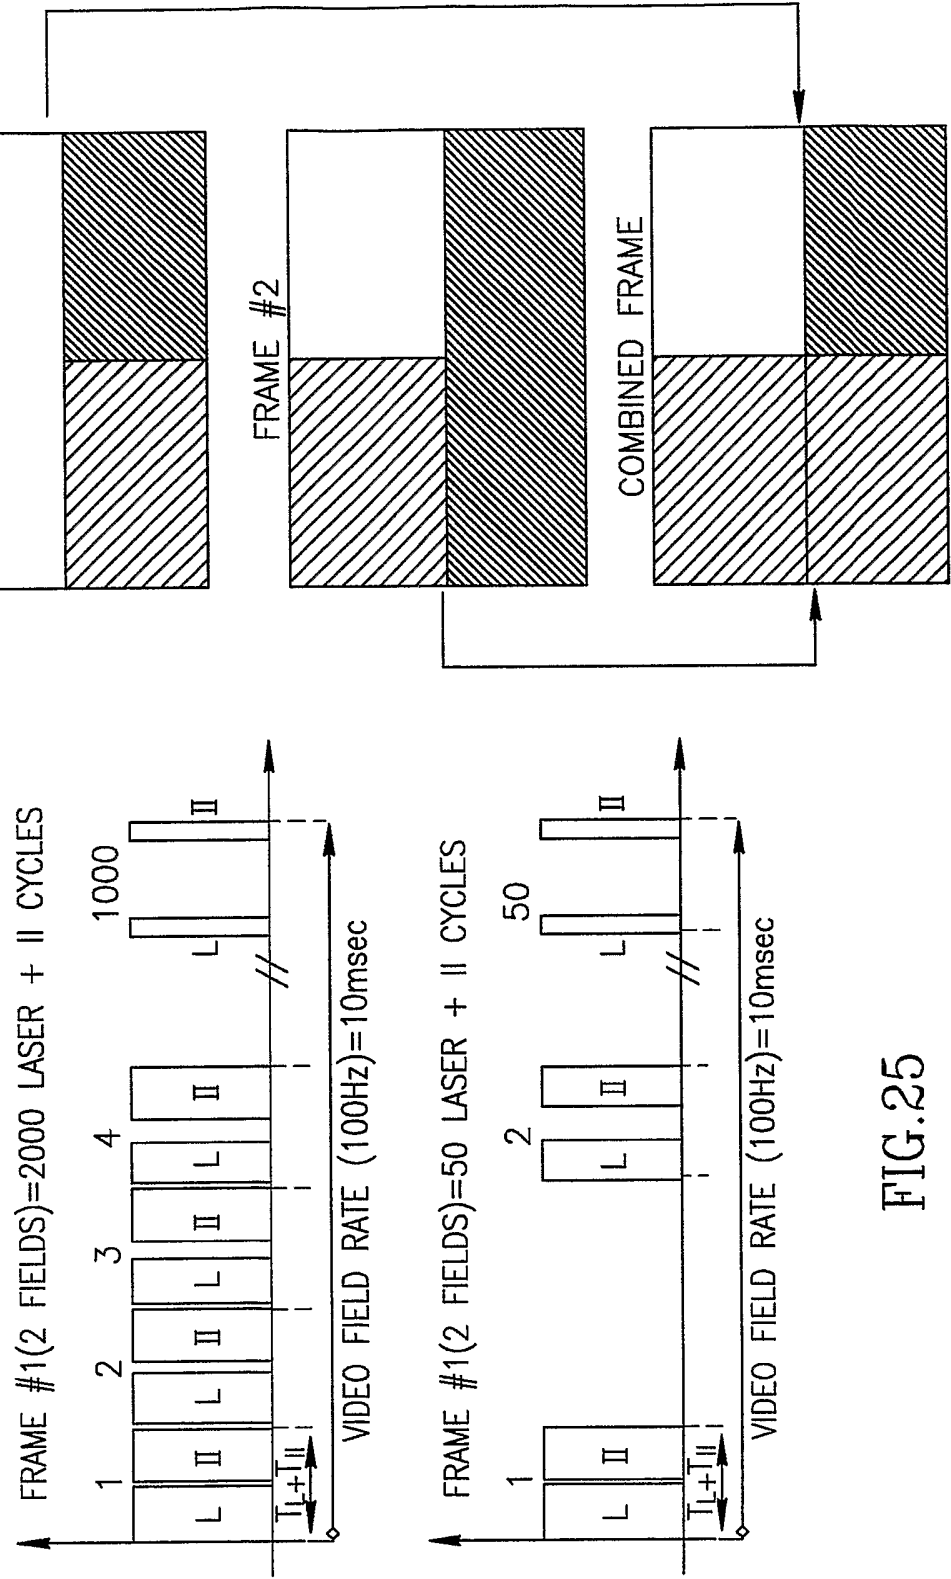 FRAME #1(2 FIELDS)=2000 LASER + II CYCLES
1 2 3 4 1000
L II L II L II L II L II
TL+TII
VIDEO FIELD RATE (100Hz)=10msec
FRAME #1(2 FIELDS)=50 LASER + II CYCLES
1 2 50
L II L II L II
TL+TII
VIDEO FIELD RATE (100Hz)=10msec
FRAME #2
COMBINED FRAME
FIG.25